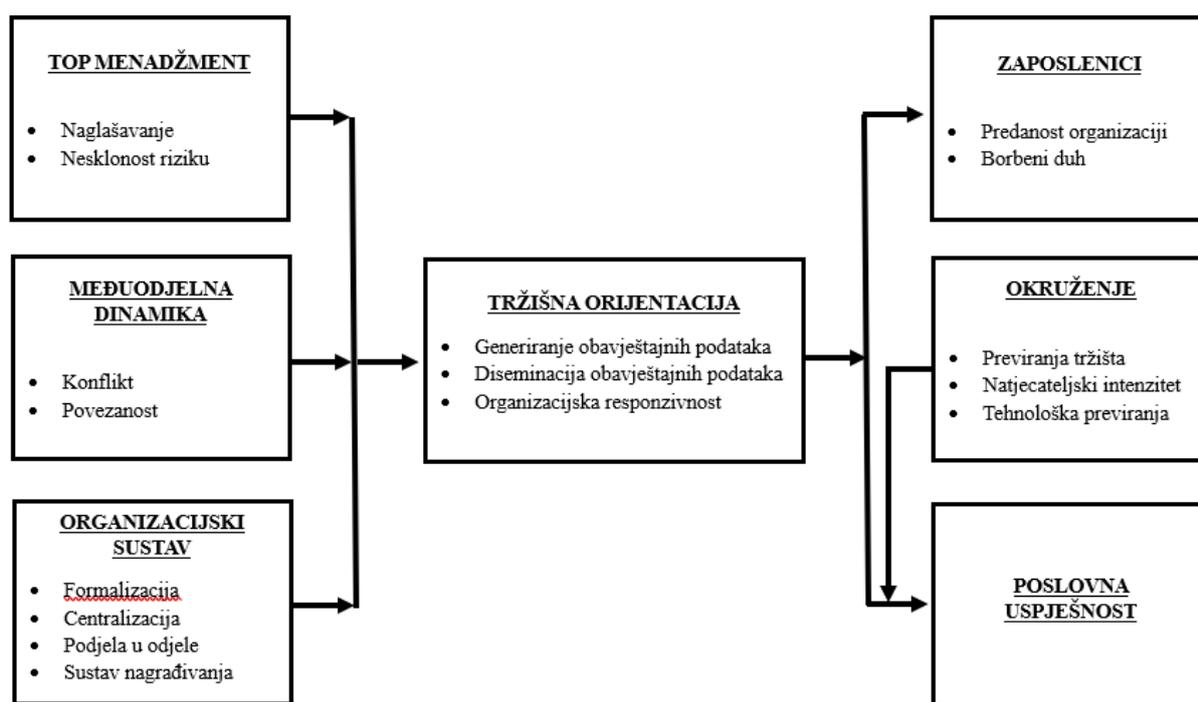 TOP MENADŽMENT
• Naglašavanje
• Nesklonost riziku
MEĐUODJELNA
DINAMIKA
• Konflikt
• Povezanost
ORGANIZACIJSKI
SUSTAV
• Formalizacija
• Centralizacija
• Podjela u odjele
• Sustav nagrađivanja
TRŽIŠNA ORIJENTACIJA
• Generiranje obavještajnih podataka
• Diseminacija obavještajnih podataka
• Organizacijska responzivnost
ZAPOSLENICI
• Predanost organizaciji
• Borbeni duh
OKRUŽENJE
• Previranja tržišta
• Natjecateljski intenzitet
• Tehnološka previranja
POSLOVNA
USPJEŠNOST